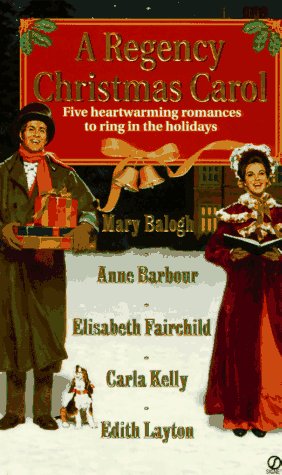 A Regency
Christmas Carol
Five heartwarming romances
to ring in the holidays
Mary Balogh
Anne Barbour
Elisabeth Fairchild
Carla Kelly
Edith Layton